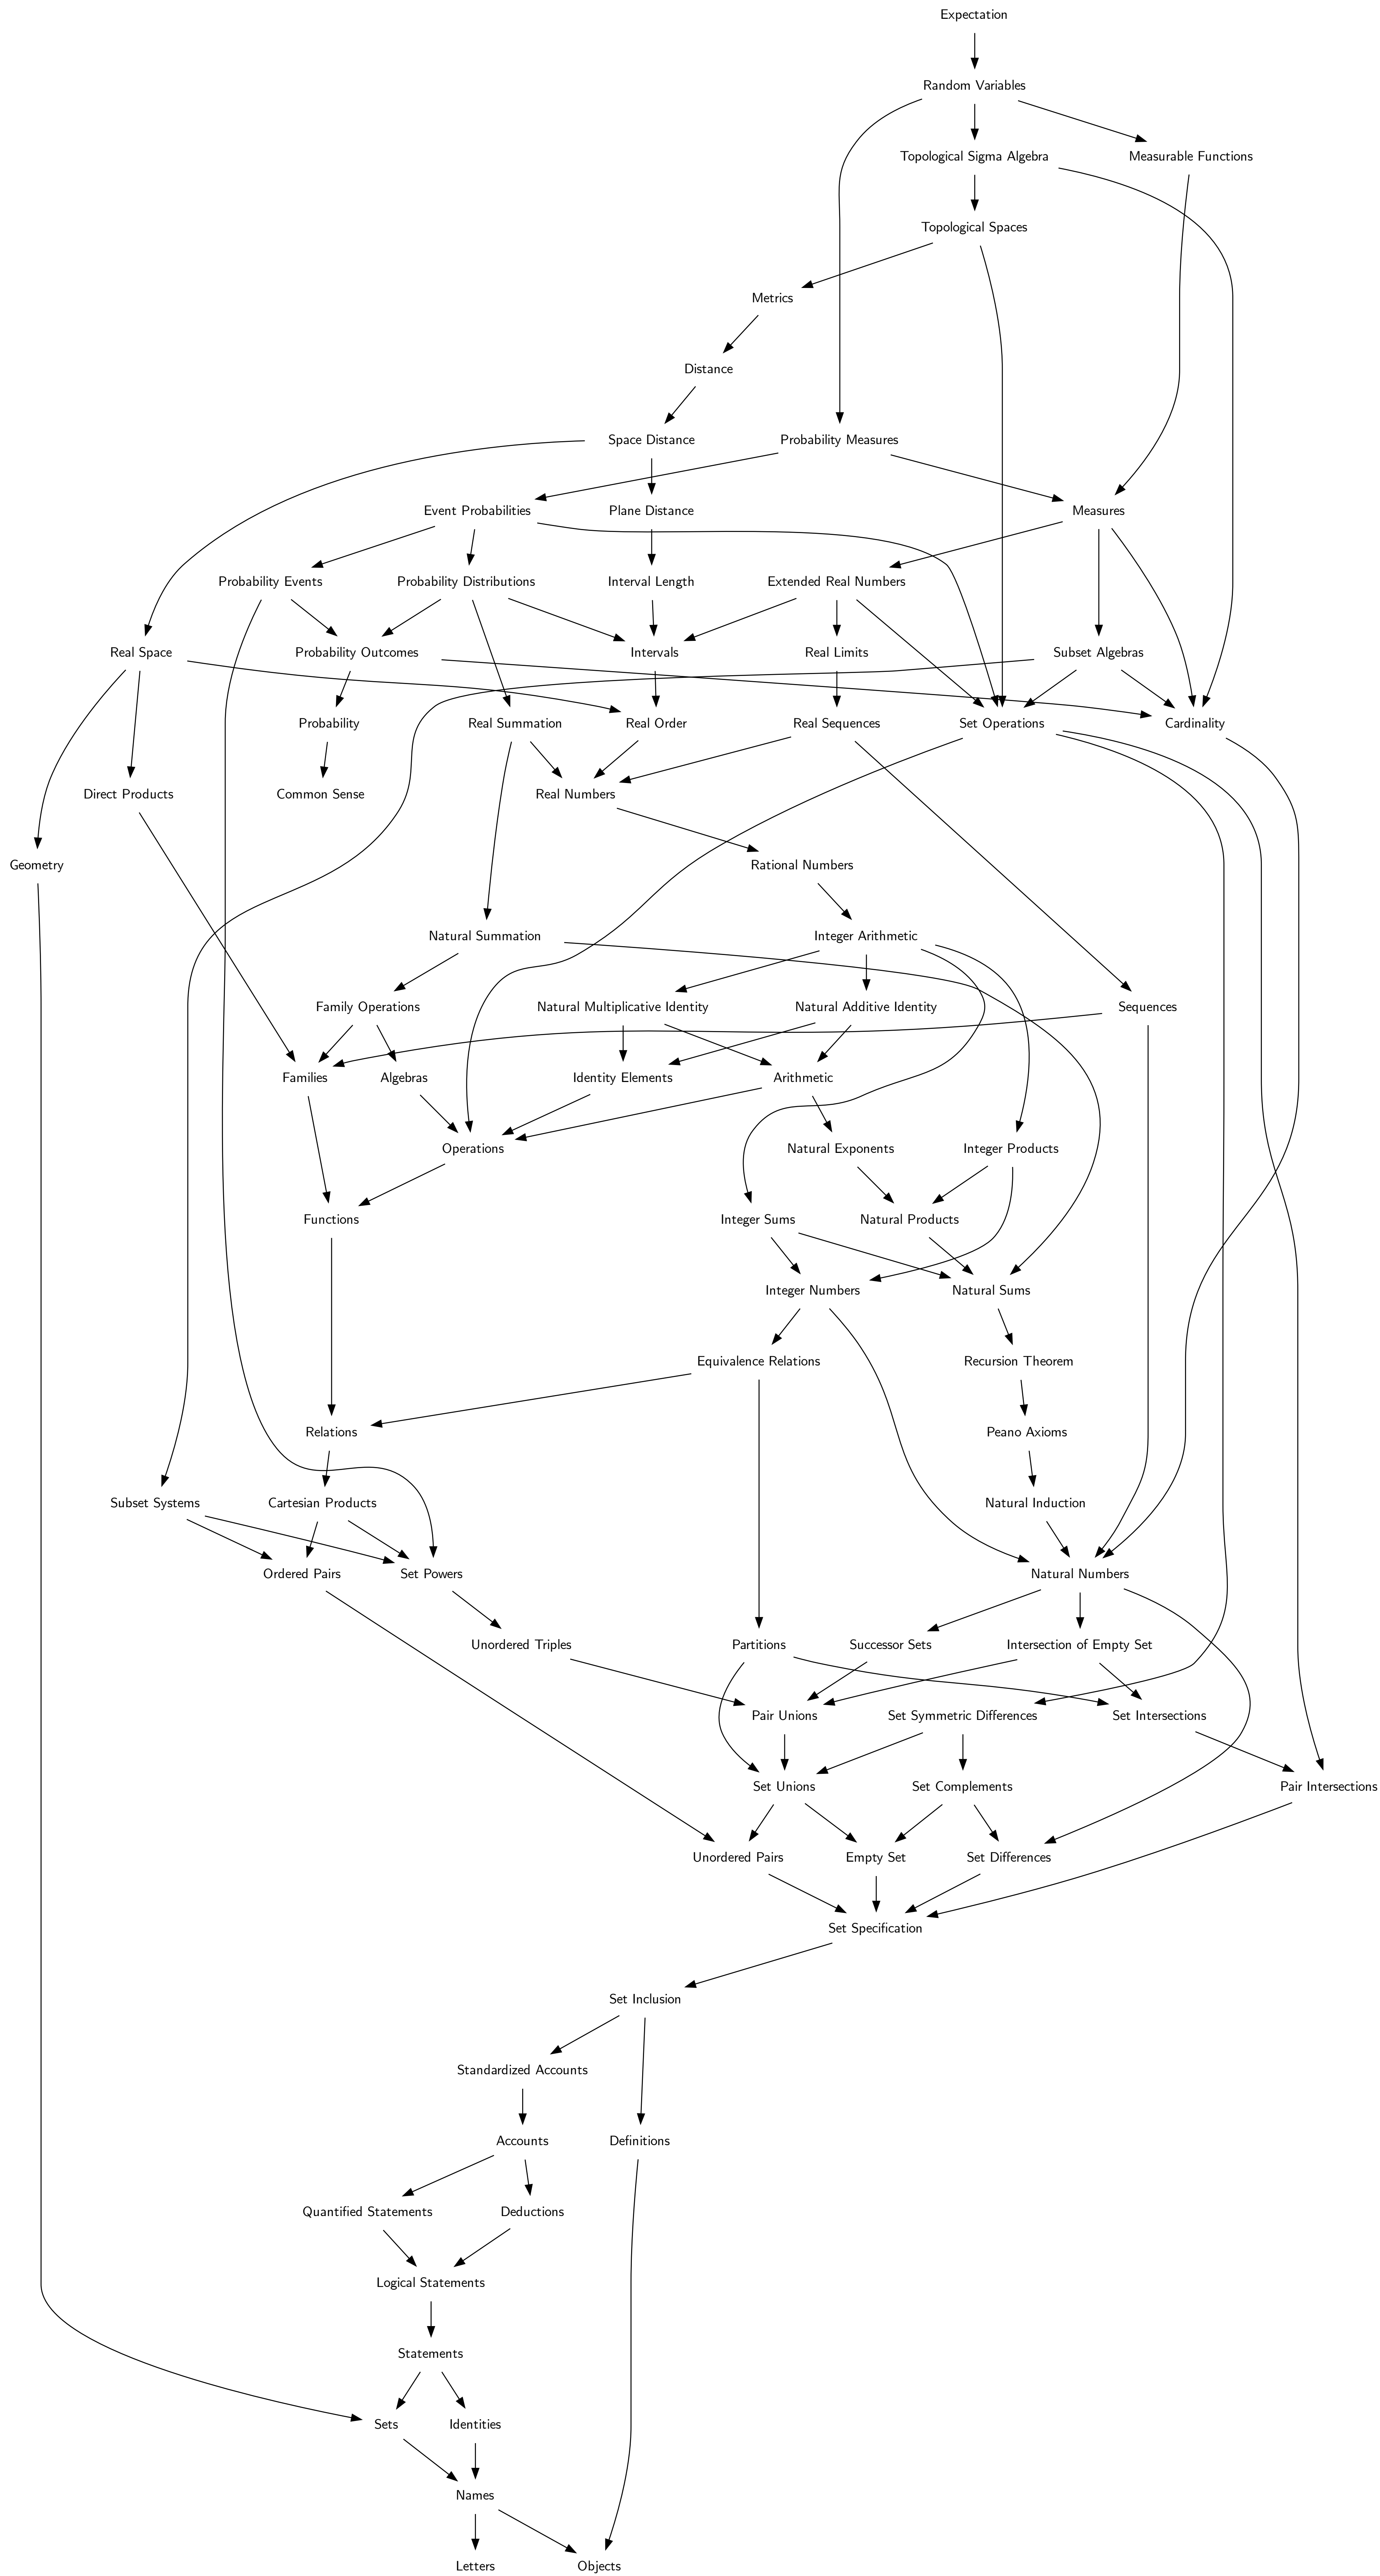 Expectation
Random Variables
Topological Sigma Algebra
Measurable Functions
Topological Spaces
Metrics
Distance
Space Distance
Probability Measures
Event Probabilities
Plane Distance
Measures
Probability Events
Probability Distributions
Interval Length
Extended Real Numbers
Real Space
Probability Outcomes
Intervals
Real Limits
Subset Algebras
Probability
Real Summation
Real Order
Real Sequences
Set Operations
Cardinality
Direct Products
Common Sense
Real Numbers
Geometry
Rational Numbers
Natural Summation
Integer Arithmetic
Family Operations
Natural Multiplicative Identity
Natural Additive Identity
Sequences
Families
Algebras
Identity Elements
Arithmetic
Operations
Natural Exponents
Integer Products
Functions
Integer Sums
Natural Products
Integer Numbers
Natural Sums
Equivalence Relations
Recursion Theorem
Relations
Peano Axioms
Subset Systems
Cartesian Products
Natural Induction
Ordered Pairs
Set Powers
Natural Numbers
Unordered Triples
Partitions
Successor Sets
Intersection of Empty Set
Pair Unions
Set Symmetric Differences
Set Intersections
Set Unions
Set Complements
Pair Intersections
Unordered Pairs
Empty Set
Set Differences
Set Specification
Set Inclusion
Standardized Accounts
Accounts
Definitions
Quantified Statements
Deductions
Logical Statements
Statements
Sets
Identities
Names
Letters
Objects